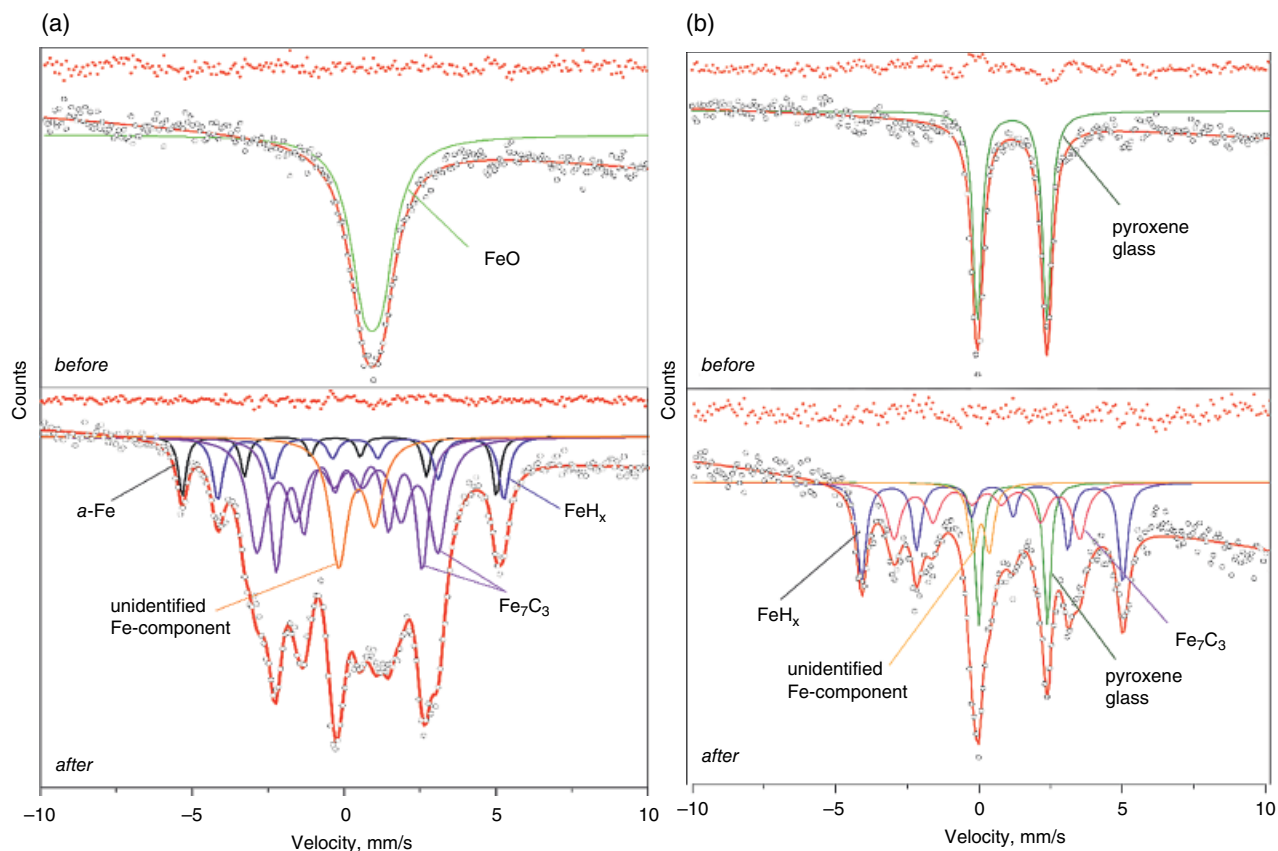 (a)
FeO
before
Counts
a-Fe
FeHx
unidentified
Fe-component
Fe7C3
after
–10
–5
0
5
10
Velocity, mm/s
(b)
pyroxene
glass
before
Counts
FeHx
unidentified
Fe-component
Fe7C3
pyroxene
glass
after
–10
–5
0
5
10
Velocity, mm/s